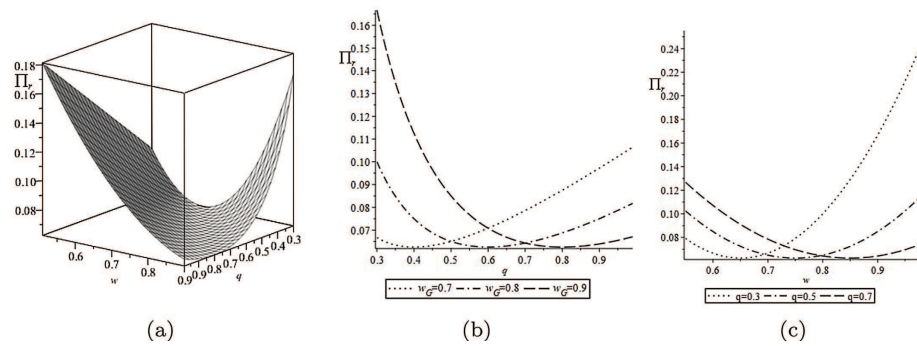 0.18
Π_r
0.16
0.14
0.12
0.10
0.08
0.6
0.7
w
0.8
0.9
0.9
0.8
0.7
0.6
q
0.5
0.4
0.3
(a)
0.16
Π_r
0.15
0.14
0.13
0.12
0.11
0.10
0.09
0.08
0.07
0.3 0.4 0.5 0.6 0.7 0.8 0.9
q
w_G=0.7 w_G=0.8 w_G=0.9
(b)
0.24
0.22
Π_r
0.20
0.18
0.16
0.14
0.12
0.10
0.08
0.6 0.7 0.8 0.9
w
q=0.3 q=0.5 q=0.7
(c)